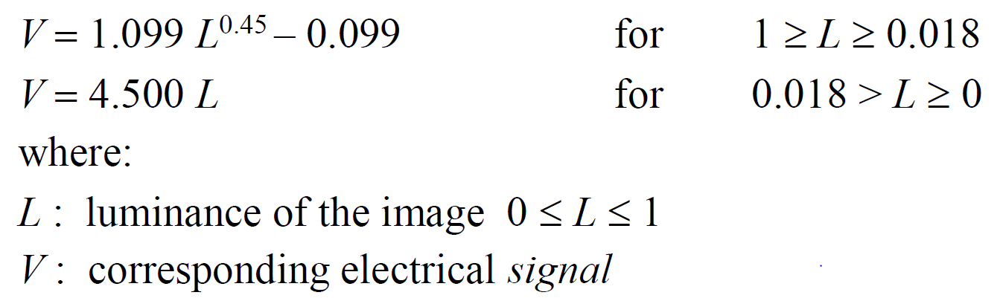 V = 1.099 L^0.45 – 0.099 for 1 ≥ L ≥ 0.018
V = 4.500 L for 0.018 > L ≥ 0
where:
L : luminance of the image 0 ≤ L ≤ 1
V : corresponding electrical signal